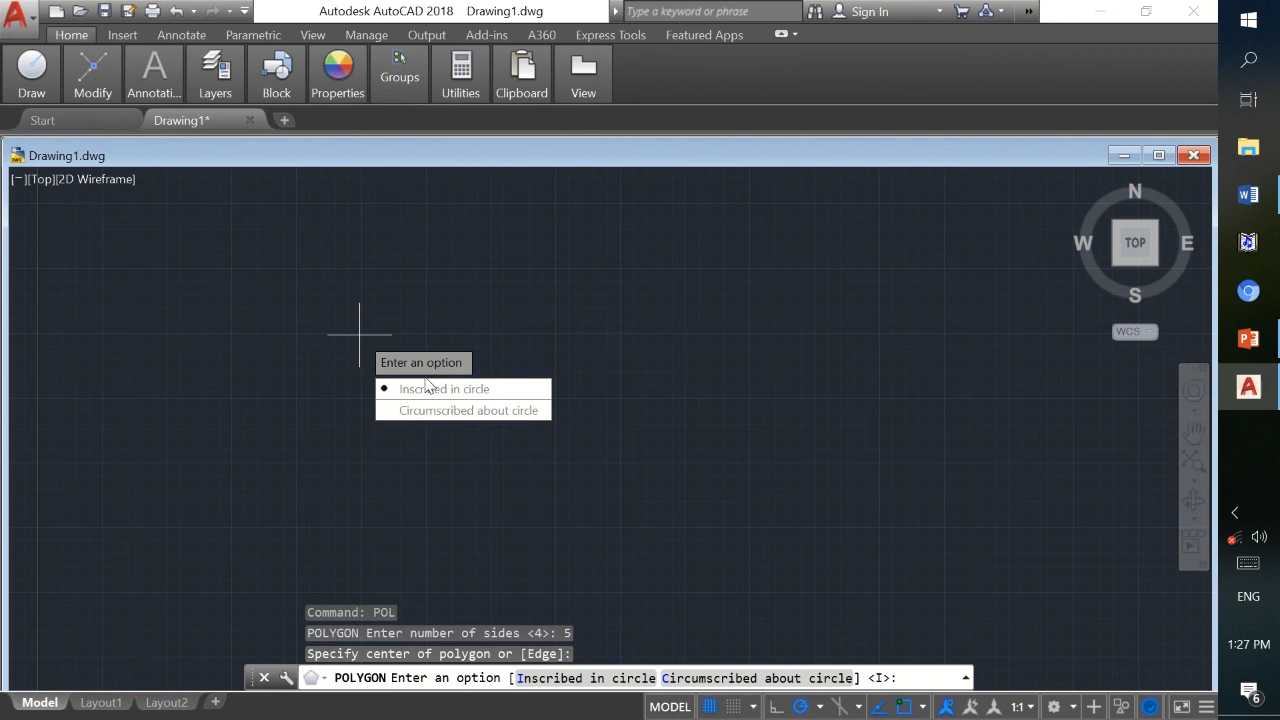 Autodesk AutoCAD 2018 Drawing1.dwg
Type a keyword or phrase
Sign In
Home Insert Annotate Parametric View Manage Output Add-ins A360 Express Tools Featured Apps
Draw Modify Annotati... Layers Block Properties Groups Utilities Clipboard View
Start Drawing1*
Drawing1.dwg
[−][Top][2D Wireframe]
N
W TOP E
S
WCS
Enter an option
Inscribed in circle
Circumscribed about circle
Command: POL
POLYGON Enter number of sides <4>: 5
Specify center of polygon or [Edge]:
POLYGON Enter an option [Inscribed in circle Circumscribed about circle] <I>:
Model Layout1 Layout2
MODEL 1:1
ENG
1:27 PM
6